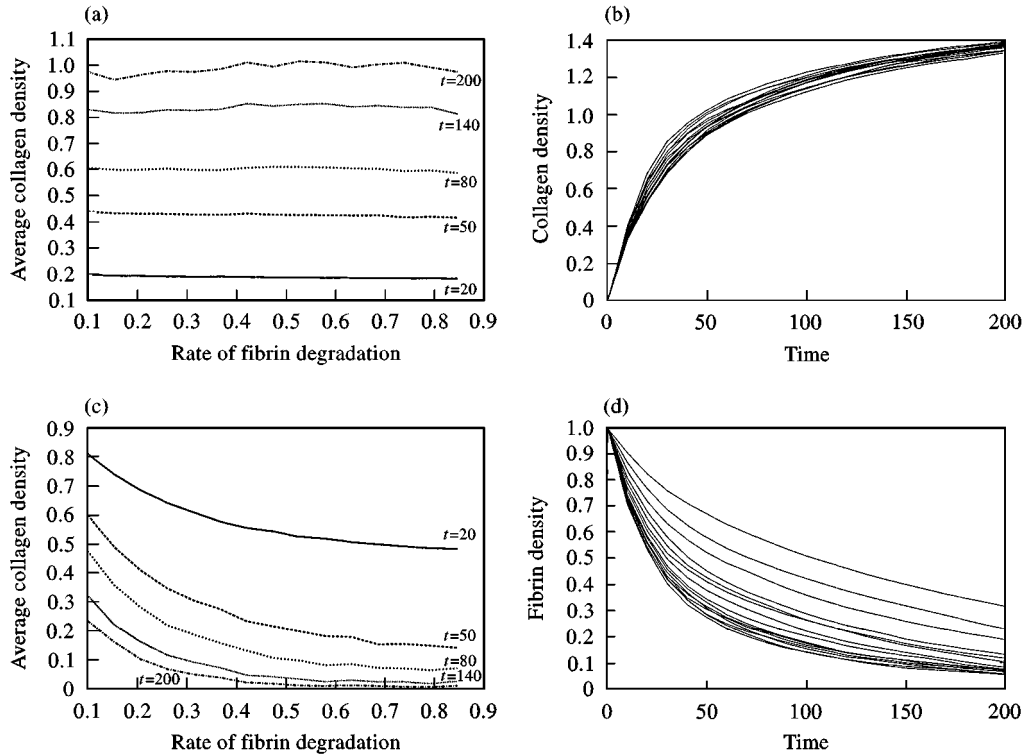 (a)
Average collagen density
1.1
1.0
0.9
0.8
0.7
0.6
0.5
0.4
0.3
0.2
0.1
t=200
t=140
t=80
t=50
t=20
0.1 0.2 0.3 0.4 0.5 0.6 0.7 0.8 0.9
Rate of fibrin degradation
(b)
Collagen density
1.4
1.2
1.0
0.8
0.6
0.4
0.2
0
0 50 100 150 200
Time
(c)
Average collagen density
0.9
0.8
0.7
0.6
0.5
0.4
0.3
0.2
0.1
0
t=20
t=50
t=80
t=140
t=200
0.1 0.2 0.3 0.4 0.5 0.6 0.7 0.8 0.9
Rate of fibrin degradation
(d)
Fibrin density
1.0
0.9
0.8
0.7
0.6
0.5
0.4
0.3
0.2
0.1
0
0 50 100 150 200
Time